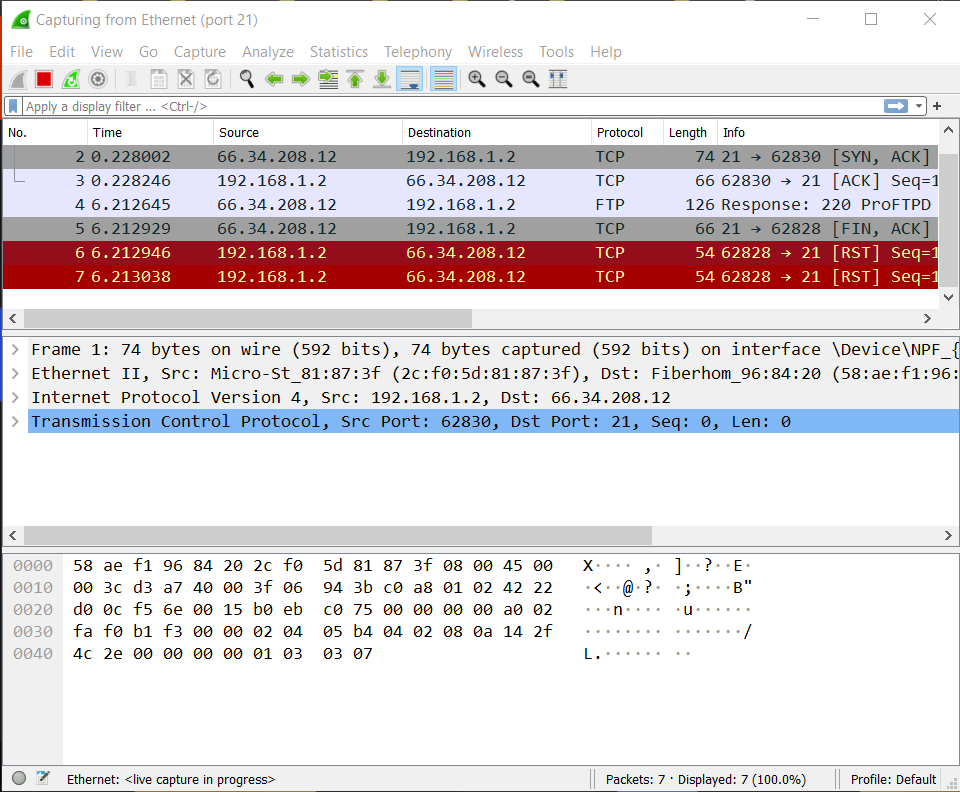 Capturing from Ethernet (port 21)
File Edit View Go Capture Analyze Statistics Telephony Wireless Tools Help
Apply a display filter ... <Ctrl-/>
No. Time Source Destination Protocol Length Info
2 0.228002 66.34.208.12 192.168.1.2 TCP 74 21 → 62830 [SYN, ACK]
3 0.228246 192.168.1.2 66.34.208.12 TCP 66 62830 → 21 [ACK] Seq=1
4 6.212645 66.34.208.12 192.168.1.2 FTP 126 Response: 220 ProFTPD
5 6.212929 66.34.208.12 192.168.1.2 TCP 66 21 → 62828 [FIN, ACK]
6 6.212946 192.168.1.2 66.34.208.12 TCP 54 62828 → 21 [RST] Seq=1
7 6.213038 192.168.1.2 66.34.208.12 TCP 54 62828 → 21 [RST] Seq=1
Frame 1: 74 bytes on wire (592 bits), 74 bytes captured (592 bits) on interface \Device\NPF_{
Ethernet II, Src: Micro-St_81:87:3f (2c:f0:5d:81:87:3f), Dst: Fiberhom_96:84:20 (58:ae:f1:96:
Internet Protocol Version 4, Src: 192.168.1.2, Dst: 66.34.208.12
Transmission Control Protocol, Src Port: 62830, Dst Port: 21, Seq: 0, Len: 0
0000 58 ae f1 96 84 20 2c f0 5d 81 87 3f 08 00 45 00 X···· ,· ]··?··E·
0010 00 3c d3 a7 40 00 3f 06 94 3b c0 a8 01 02 42 22 ·<··@·?· ·;····B"
0020 d0 0c f5 6e 00 15 b0 eb c0 75 00 00 00 00 a0 02 ···n···· ·u······
0030 fa f0 b1 f3 00 00 02 04 05 b4 04 02 08 0a 14 2f ········ ·······/
0040 4c 2e 00 00 00 00 01 03 03 07 L.······ ··
Ethernet: <live capture in progress> Packets: 7 · Displayed: 7 (100.0%) Profile: Default